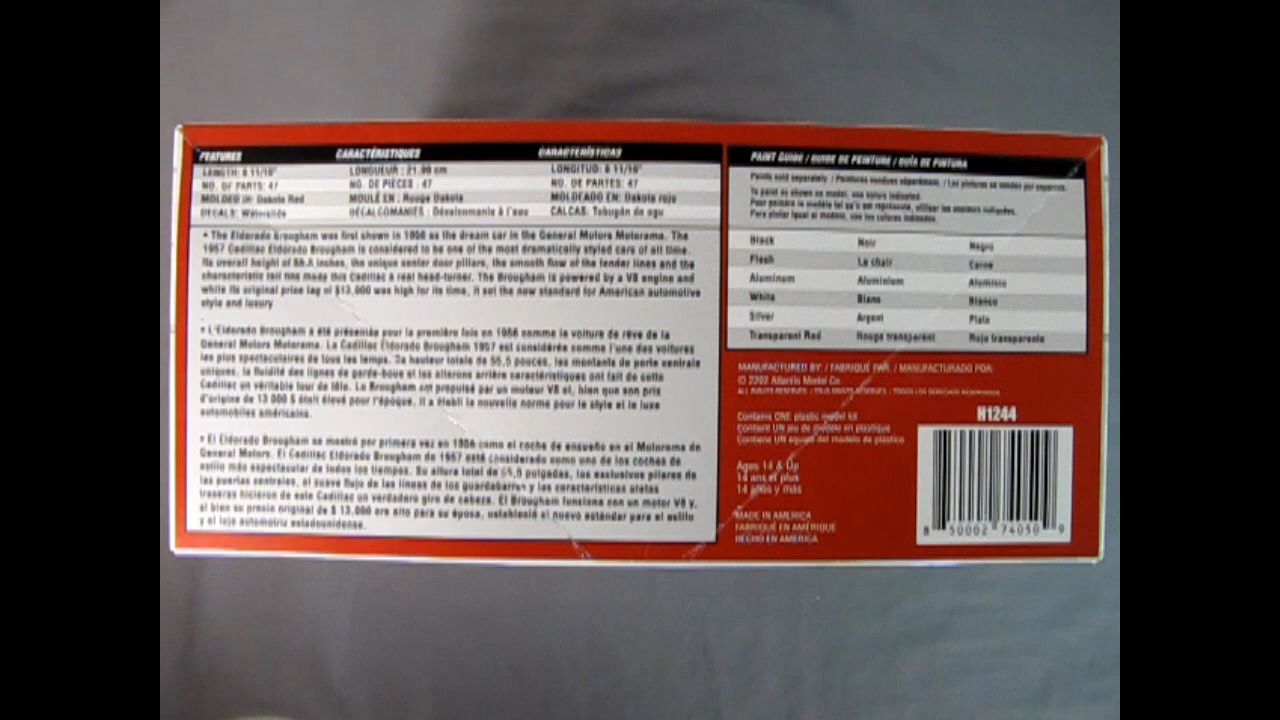 FEATURES
LENGTH: 8 11/16"
NO. OF PARTS: 47
MOLDED IN: Dakota Red
DECALS: Waterslide
CARACTÉRISTIQUES
LONGUEUR : 21.99 cm
NO. DE PIÈCES : 47
MOULÉ EN : Rouge Dakota
DÉCALCOMANIES : Décalcomanie à l'eau
CARACTERÍSTICAS
LONGITUD: 8 11/16"
NO. DE PARTES: 47
MOLDEADO EN: Dakota rojo
CALCAS: Tobogán de agu
• The Eldorado Brougham was first shown in 1956 as the dream car in the General Motors Motorama. The
1957 Cadillac Eldorado Brougham is considered to be one of the most dramatically styled cars of all time.
Its overall height of inches, the unique center door pillars, the smooth flow of the fender lines and the
characteristic tail has made this Cadillac a real head-turner. The Brougham is powered by a V8 engine and
while its original price tag of $13,000 was high for its time, it set the new standard for American automotive
style and luxury
• L'Eldorado Brougham a été présentée pour la première fois en 1956 comme la voiture de rêve de la
General Motors Motorama. La Cadillac Eldorado Brougham 1957 est considérée comme l'une des voitures
les plus spectaculaires de tous les temps. Sa hauteur totale de 55,5 pouces, les montants de porte centrale
uniques, la fluidité des lignes de garde-boue et les ailerons arrière caractéristiques ont fait de cette
Cadillac un véritable tour de tête. La Brougham est propulsé par un moteur V8 et, bien que son prix
d'origine de 13 000 $ était élevé pour l'époque, il a établi la nouvelle norme pour le style et le luxe
automobiles américains.
• El Eldorado Brougham se mostró por primera vez en 1956 como el coche de ensueño en el Motorama de
General Motors. El Cadillac Eldorado Brougham de 1957 está considerado como uno de los coches de
estilo más espectacular de todos los tiempos. Su altura total de 55,5 pulgadas, los exclusivos pilares de
las puertas centrales, el suave flujo de las líneas de los guardabarros y las características aletas
traseras hicieron de este Cadillac un verdadero giro de cabeza. El Brougham funciona con un motor V8 y,
si bien su precio original de $ 13,000 era alto para su época, estableció el nuevo estándar para el estilo
y el lujo automotriz estadounidense.
PAINT GUIDE / GUIDE DE PEINTURE / GUÍA DE PINTURA
Paints sold separately. / Peintures vendues séparément. / Las pinturas se venden por separado.
To paint as shown on model, use colors indicated.
Pour peindre le modèle tel qu'il est représenté, utiliser les couleurs indiquées.
Para pintar igual al modelo, use los colores indicados.
Black Noir Negro
Flesh La chair Carne
Aluminum Aluminium Aluminio
White Blanc Blanco
Silver Argent Plata
Transparent Red Rouge transparent Rojo transparente
MANUFACTURED BY: / FABRIQUÉ PAR: / MANUFACTURADO POR:
© Atlantis Model Co.
ALL RIGHTS RESERVED. / TOUS DROITS RÉSERVÉS. / TODOS LOS DERECHOS RESERVADOS.
Contains ONE plastic model kit
Contient UN jeu de modèle en plastique
Contiene UN equipo del modelo de plástico
Ages 14 & Up
14 ans et plus
14 años y más
MADE IN AMERICA
FABRIQUÉ EN AMÉRIQUE
HECHO EN AMERICA
H1244
8 50002 74050 9